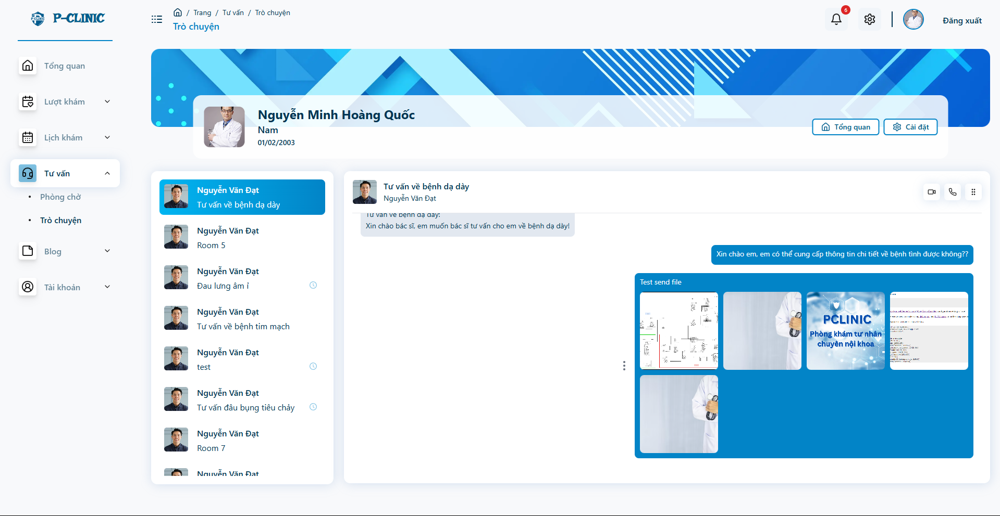 P-CLINIC
/ Trang / Tư vấn / Trò chuyện
Trò chuyện
6
Đăng xuất
Tổng quan
Lượt khám
Lịch khám
Tư vấn
Phòng chờ
Trò chuyện
Blog
Tài khoản
Nguyễn Minh Hoàng Quốc
Nam
01/02/2003
Tổng quan
Cài đặt
Nguyễn Văn Đạt
Tư vấn về bệnh dạ dày
Nguyễn Văn Đạt
Room 5
Nguyễn Văn Đạt
Đau lưng âm ỉ
Nguyễn Văn Đạt
Tư vấn về bệnh tim mạch
Nguyễn Văn Đạt
test
Nguyễn Văn Đạt
Tư vấn đâu bụng tiêu chảy
Nguyễn Văn Đạt
Room 7
Nguyễn Văn Đạt
Tư vấn về bệnh dạ dày
Nguyễn Văn Đạt
Tư vấn về bệnh dạ dày:
Xin chào bác sĩ, em muốn bác sĩ tư vấn cho em về bệnh dạ dày!
Xin chào em, em có thể cung cấp thông tin chi tiết về bệnh tình được không??
Test send file
PCLINIC
Phòng khám tư nhân
chuyên nội khoa